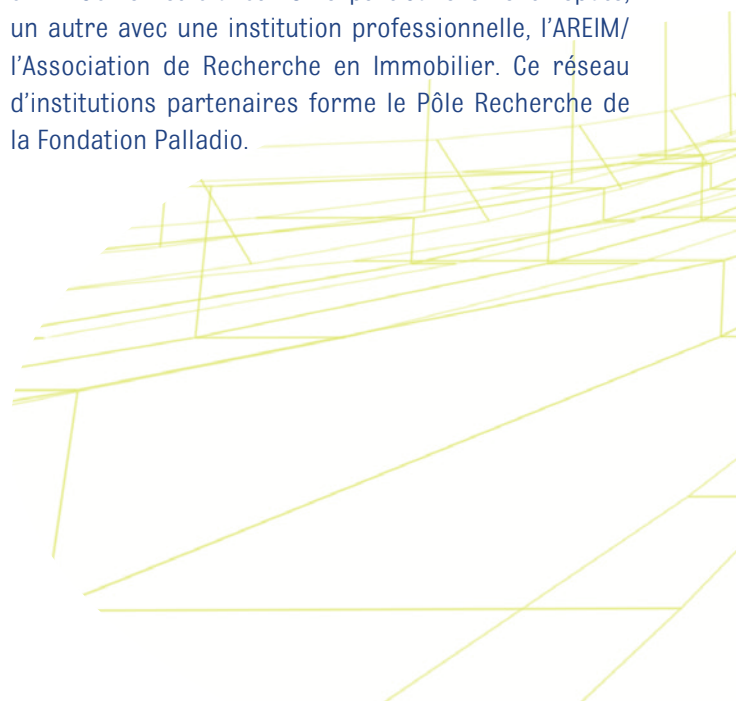 un autre avec une institution professionnelle, l'AREIM/
l'Association de Recherche en Immobilier. Ce réseau
d'institutions partenaires forme le Pôle Recherche de
la Fondation Palladio.